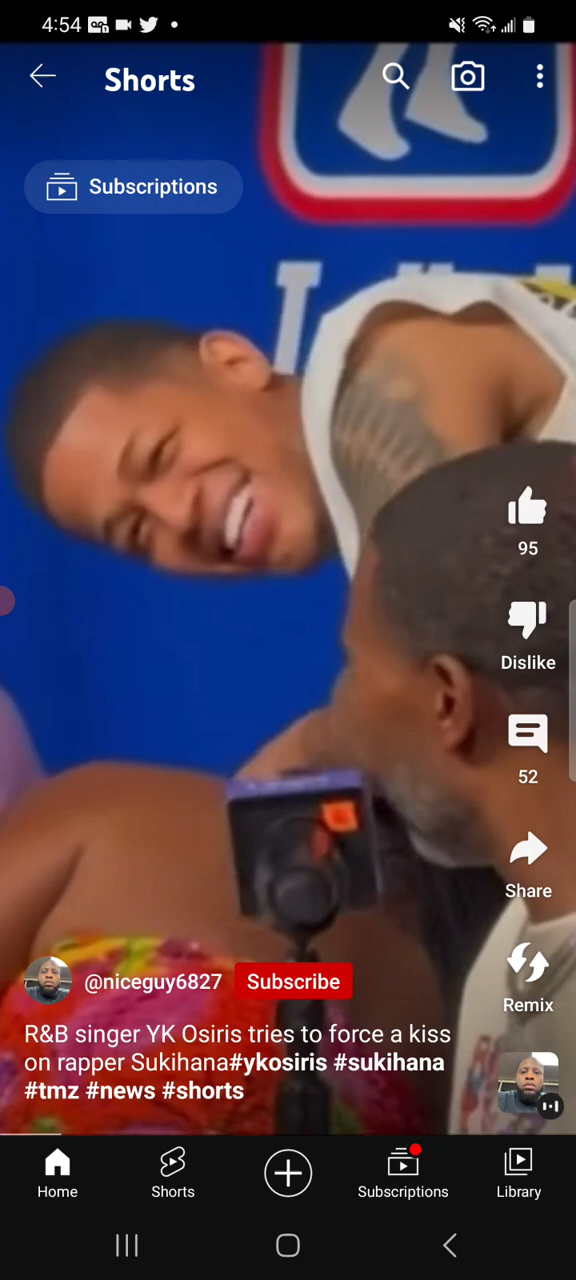 4:54
Shorts
Subscriptions
95
Dislike
52
Share
@niceguy6827 Subscribe
Remix
R&B singer YK Osiris tries to force a kiss
on rapper Sukihana#ykosiris #sukihana
#tmz #news #shorts
Home Shorts Subscriptions Library